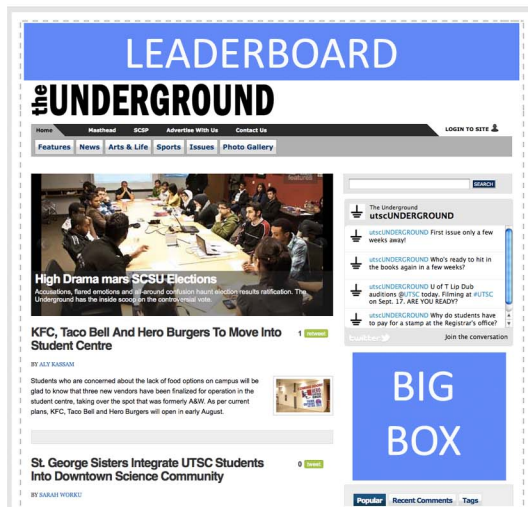 LEADERBOARD
the UNDERGROUND
Home Masthead SCSP Advertise With Us Contact Us LOGIN TO SITE
Features News Arts & Life Sports Issues Photo Gallery
SEARCH
The Underground
utscUNDERGROUND
utscUNDERGROUND First issue only a few
weeks away!
utscUNDERGROUND Who's ready to hit in
the books again in a few weeks?
utscUNDERGROUND U of T Lip Dub
auditions @UTSC today. Filming at #UTSC
on Sept. 17. ARE YOU READY?
utscUNDERGROUND Why do students have
to pay for a stamp at the Registrar's office?
twitter Join the conversation
High Drama mars SCSU Elections
Accusations, flared emotions and all-around confusion haunt election results ratification. The
Underground has the inside scoop on the controversial vote.
KFC, Taco Bell And Hero Burgers To Move Into
Student Centre
1 retweet
BY ALY KASSAM
Students who are concerned about the lack of food options on campus will be
glad to know that three new vendors have been finalized for operation in the
student centre, taking over the spot that was formerly A&W. As per current
plans, KFC, Taco Bell and Hero Burgers will open in early August.
BIG
BOX
St. George Sisters Integrate UTSC Students
Into Downtown Science Community
0 tweet
BY SARAH WORKU
Popular Recent Comments Tags